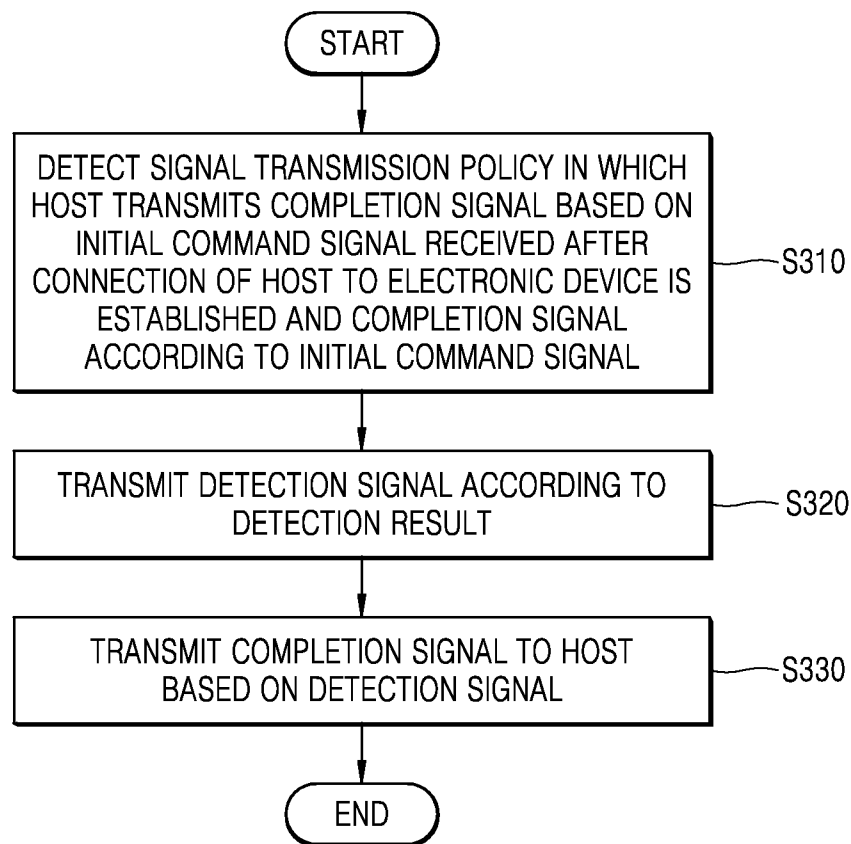 START
DETECT SIGNAL TRANSMISSION POLICY IN WHICH
HOST TRANSMITS COMPLETION SIGNAL BASED ON
INITIAL COMMAND SIGNAL RECEIVED AFTER
CONNECTION OF HOST TO ELECTRONIC DEVICE IS
ESTABLISHED AND COMPLETION SIGNAL
ACCORDING TO INITIAL COMMAND SIGNAL
S310
TRANSMIT DETECTION SIGNAL ACCORDING TO
DETECTION RESULT
S320
TRANSMIT COMPLETION SIGNAL TO HOST
BASED ON DETECTION SIGNAL
S330
END